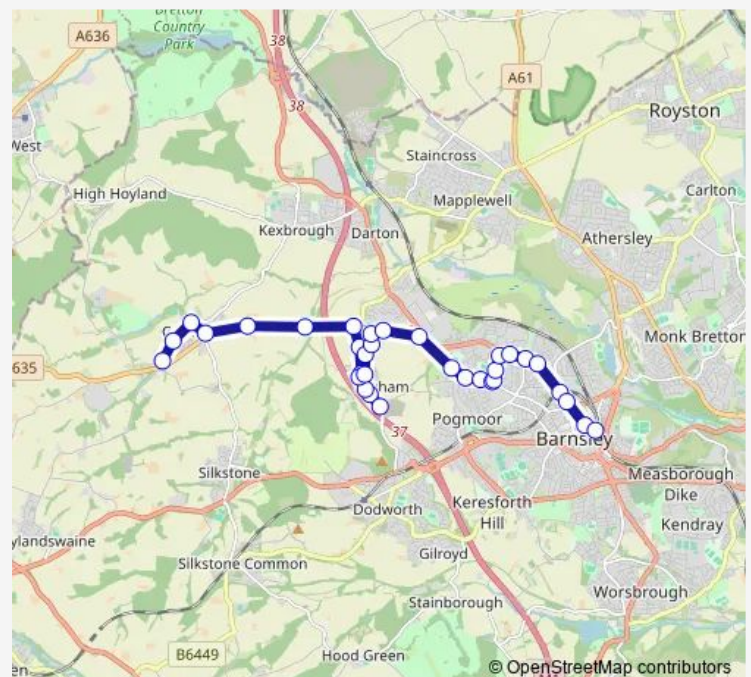 Bretton
Country
Park
A636
38
38
A61
Royston
West
Staincross
High Hoyland
Mapplewell
Carlton
Kexbrough
Darton
Athersley
Monk Bretton
635
ham
Pogmoor
37
Barnsley
Silkstone
Measborough
Dike
Dodworth
Keresforth
Hill
Kendray
ylandswaine
Gilroyd
Silkstone Common
Stainborough
Worsbrough
B6449
Hood Green
en
© OpenStreetMap contributors